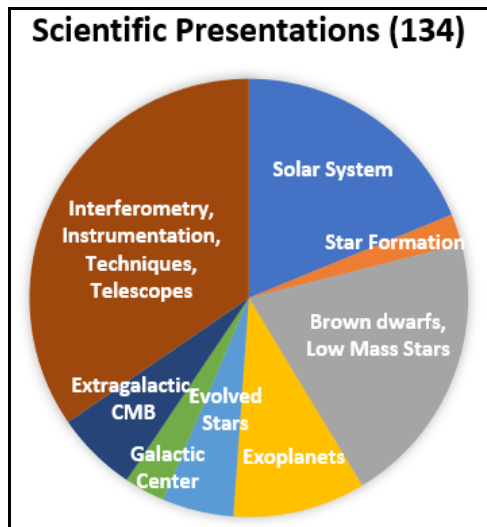 Scientific Presentations (134)
Solar System
Star Formation
Brown dwarfs,
Low Mass Stars
Exoplanets
Evolved
Stars
Galactic
Center
Extragalactic
CMB
Interferometry,
Instrumentation,
Techniques,
Telescopes